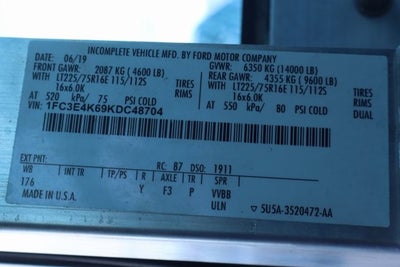 INCOMPLETE VEHICLE MFD. BY FORD MOTOR COMPANY
DATE: 06/19 GVWR: 6350 KG (14000 LB)
FRONT GAWR: 2087 KG (4600 LB) REAR GAWR: 4355 KG (9600 LB)
WITH LT225/75R16E 115/112S TIRES WITH LT225/75R16E 115/112S TIRES
16x6.0K RIMS 16x6.0K RIMS
AT 520 kPa/ 75 PSI COLD AT 550 kPa/ 80 PSI COLD DUAL
VIN: 1FC3E4K69KDC48704
EXT PNT: RC: 87 DSO: 1911
WB INT TR TP/PS R AXLE TR SPR
176 Y F3 P VVBB
MADE IN U.S.A. ULN
5U5A-3520472-AA